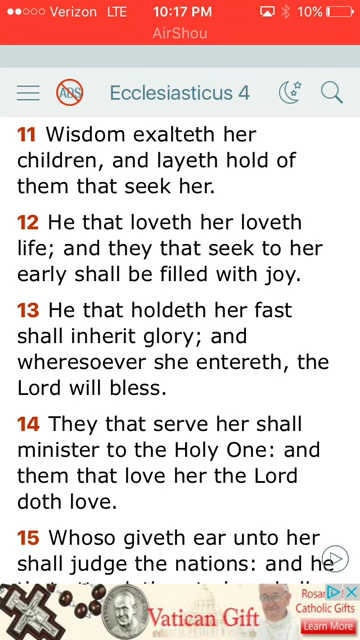 Verizon LTE 10:17 PM 10%
AirShou
ADS Ecclesiasticus 4
11 Wisdom exalteth her
children, and layeth hold of
them that seek her.
12 He that loveth her loveth
life; and they that seek to her
early shall be filled with joy.
13 He that holdeth her fast
shall inherit glory; and
wheresoever she entereth, the
Lord will bless.
14 They that serve her shall
minister to the Holy One: and
them that love her the Lord
doth love.
15 Whoso giveth ear unto her
shall judge the nations: and he
Vatican Gift
Catholic Gifts
Learn More